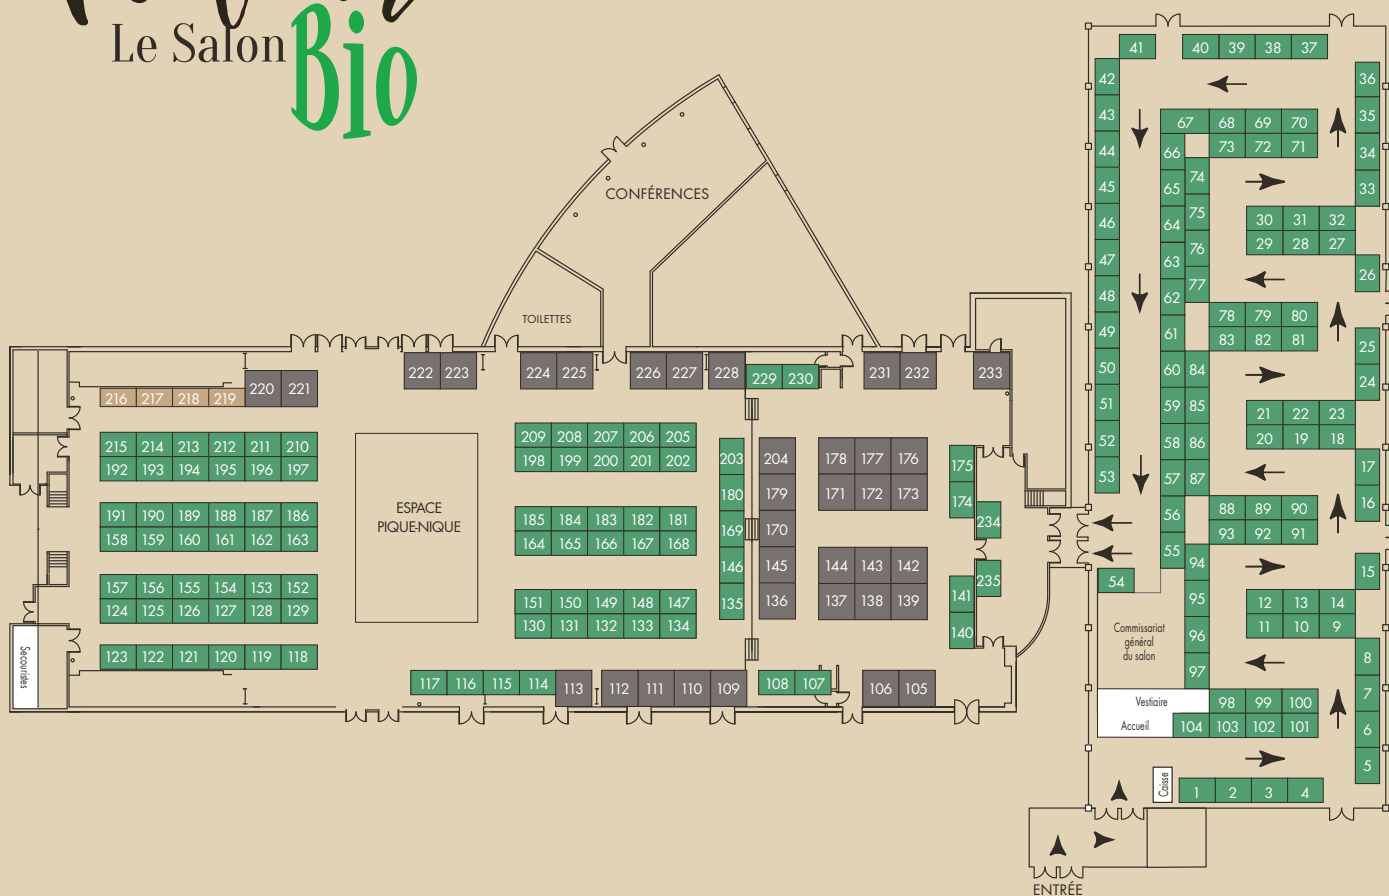 Le Salon
Bio
41 40 39 38 37
42 36
43 67 68 69 70 35
44 66 73 72 71 34
45 65 74 33
46 64 75 30 31 32
47 63 76 29 28 27
48 62 77 26
49 61 78 79 80 25
83 82 81
50 60 84 24
51 59 85 21 22 23
52 58 86 20 19 18 17
53 57 87 16
56 88 89 90
55 93 92 91
54 94 15
95 12 13 14
96 11 10 9
97 8
7
6
5
Commissariat
général
du salon
Vestiaire 98 99 100
Accueil 104 103 102 101
Caisse
1 2 3 4
ENTRÉE
CONFÉRENCES
TOILETTES
220 221 222 223 224 225 226 227 228 229 230 231 232 233
216 217 218 219
215 214 213 212 211 210
192 193 194 195 196 197
191 190 189 188 187 186
158 159 160 161 162 163
157 156 155 154 153 152
124 125 126 127 128 129
123 122 121 120 119 118
Secouristes
ESPACE
PIQUE-NIQUE
209 208 207 206 205
198 199 200 201 202
185 184 183 182 181
164 165 166 167 168
151 150 149 148 147
130 131 132 133 134
203 204 178 177 176 175
180 179 171 172 173 174
169 170 234
146 145 144 143 142 235
135 136 137 138 139 141
140
117 116 115 114 113 112 111 110 109 108 107 106 105